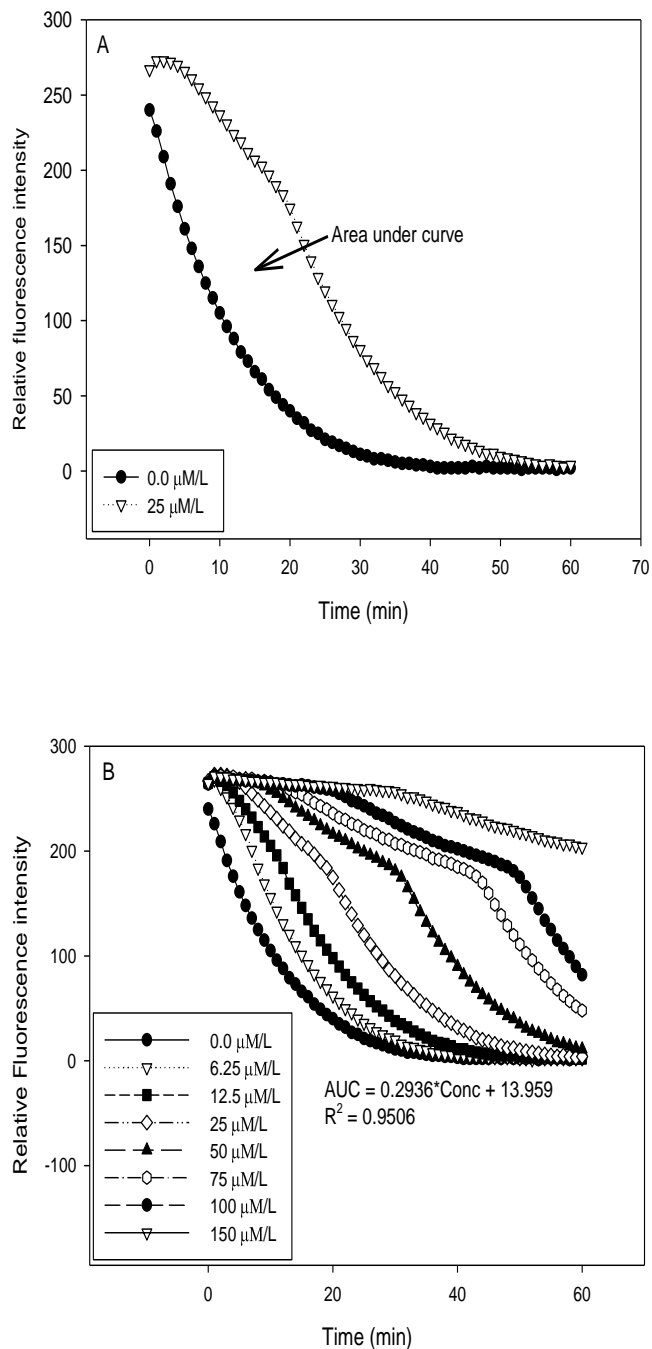 A
300
250
200
150
100
50
0
Relative fluorescence intensity
Area under curve
0.0 μM/L
25 μM/L
0 10 20 30 40 50 60 70
Time (min)
B
300
200
100
0
-100
Relative Fluorescence intensity
0.0 μM/L
6.25 μM/L
12.5 μM/L
25 μM/L
50 μM/L
75 μM/L
100 μM/L
150 μM/L
AUC = 0.2936*Conc + 13.959
R² = 0.9506
0 20 40 60
Time (min)